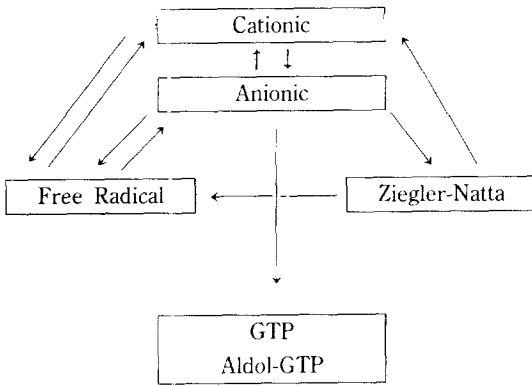 Cationic
Anionic
Free Radical
Ziegler-Natta
GTP
Aldol-GTP